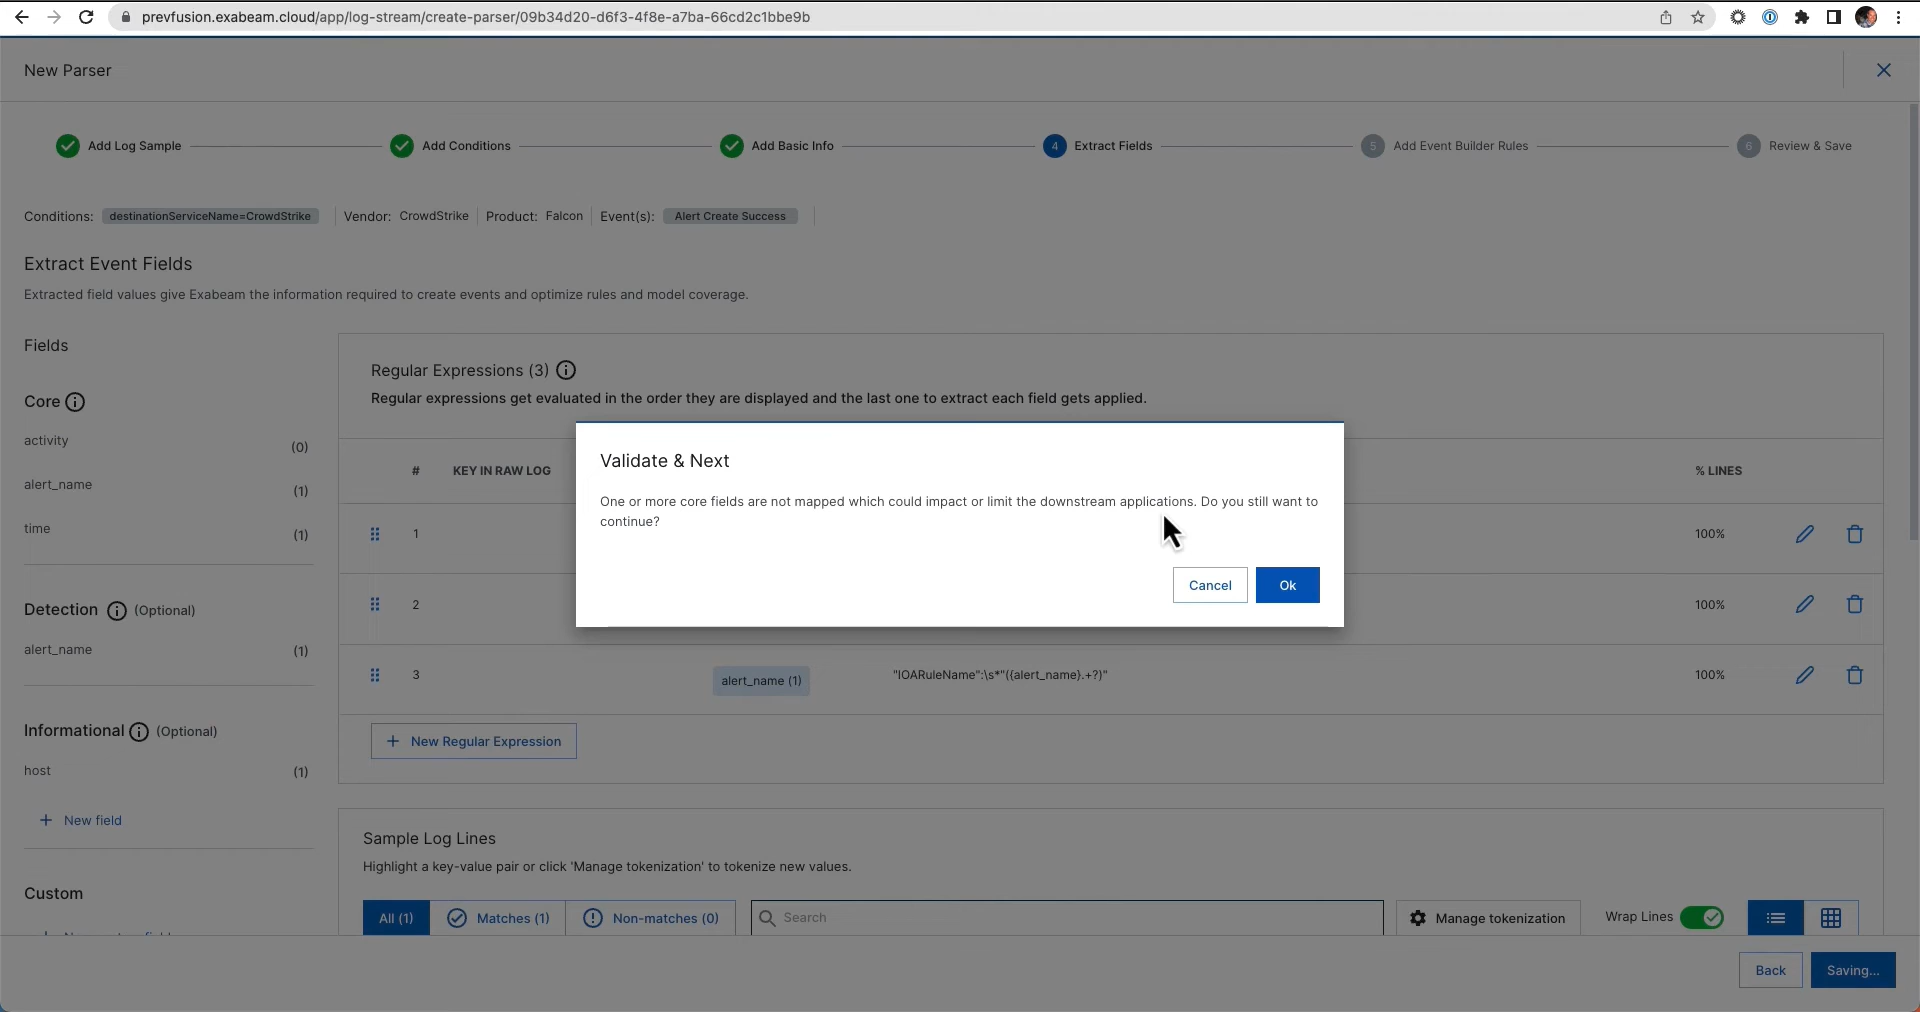 prevfusion.exabeam.cloud/app/log-stream/create-parser/09b34d20-d6f3-4f8e-a7ba-66cd2c1bbe9b
New Parser
Add Log Sample
Add Conditions
Add Basic Info
4 Extract Fields
5 Add Event Builder Rules
6 Review & Save
Conditions: destinationServiceName=CrowdStrike Vendor: CrowdStrike Product: Falcon Event(s): Alert Create Success
Extract Event Fields
Extracted field values give Exabeam the information required to create events and optimize rules and model coverage.
Fields
Core
activity (0)
alert_name (1)
time (1)
Detection (Optional)
alert_name (1)
Informational (Optional)
host (1)
+ New field
Custom
Regular Expressions (3)
Regular expressions get evaluated in the order they are displayed and the last one to extract each field gets applied.
# KEY IN RAW LOG % LINES
1 100%
2 100%
3 alert_name (1) "IOARuleName":\s*"({alert_name}.+?)" 100%
+ New Regular Expression
Validate & Next
One or more core fields are not mapped which could impact or limit the downstream applications. Do you still want to
continue?
Cancel Ok
Sample Log Lines
Highlight a key-value pair or click 'Manage tokenization' to tokenize new values.
All (1) Matches (1) Non-matches (0) Search Manage tokenization Wrap Lines
Back Saving...